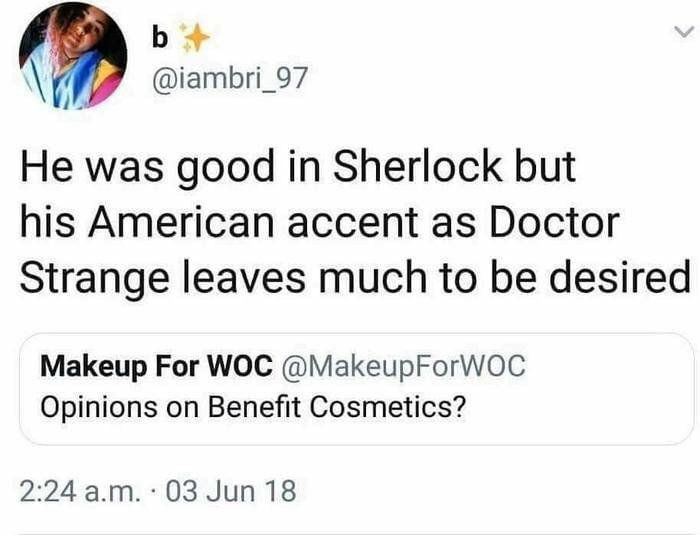 b ✨
@iambri_97
He was good in Sherlock but
his American accent as Doctor
Strange leaves much to be desired
Makeup For WOC @MakeupForWOC
Opinions on Benefit Cosmetics?
2:24 a.m. · 03 Jun 18